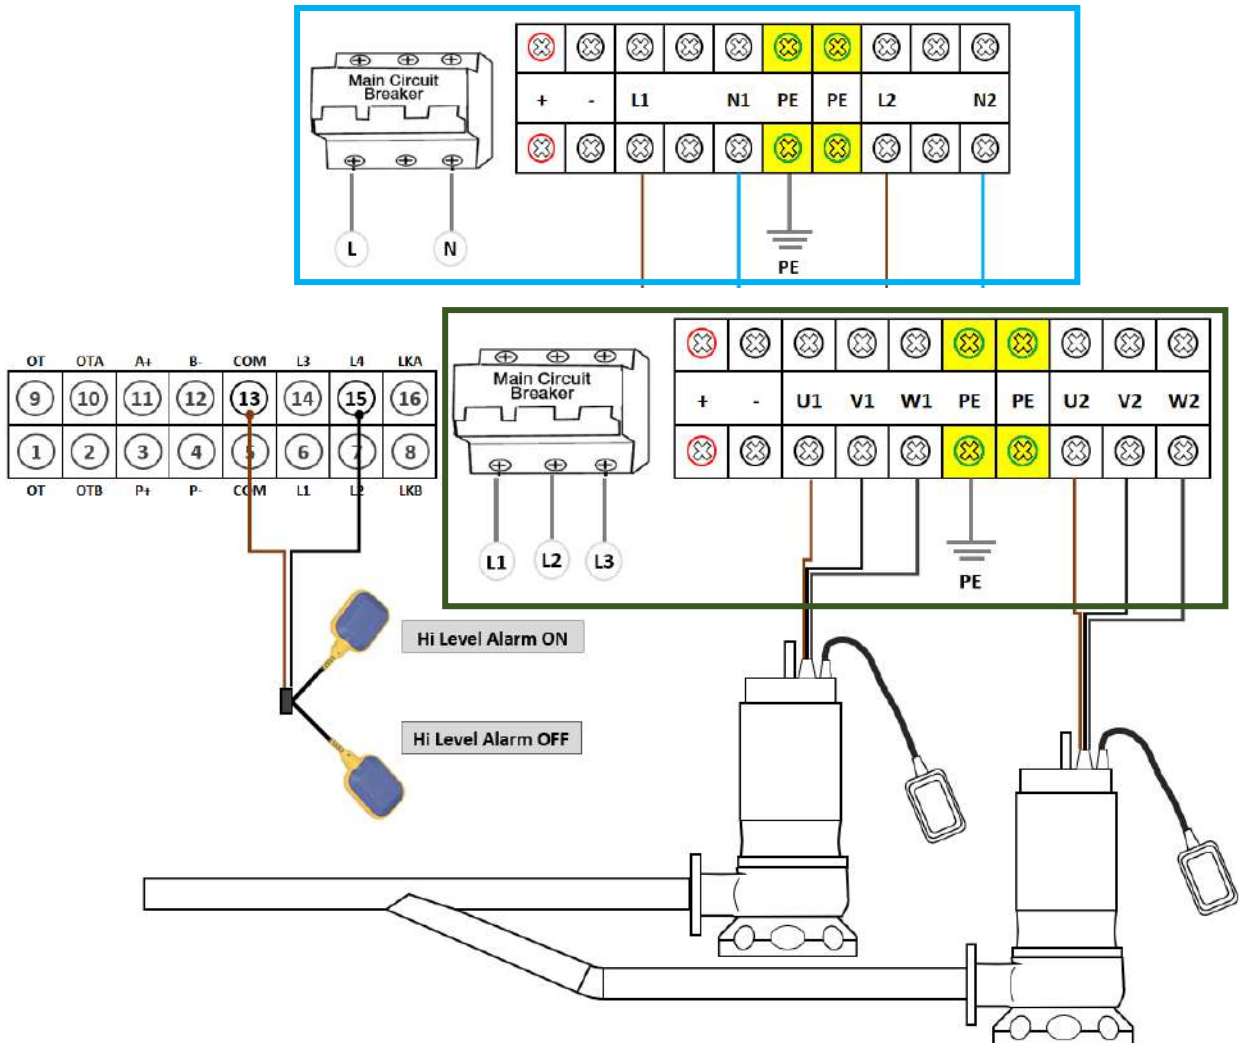 Main Circuit
Breaker
+ - L1 N1 PE PE L2 N2
L N
PE
OT OTA A+ B- COM L3 L4 LKA
9 10 11 12 13 14 15 16
1 2 3 4 5 6 7 8
OT OTB P+ P- COM L1 L2 LKB
Main Circuit
Breaker
+ - U1 V1 W1 PE PE U2 V2 W2
L1 L2 L3
PE
Hi Level Alarm ON
Hi Level Alarm OFF